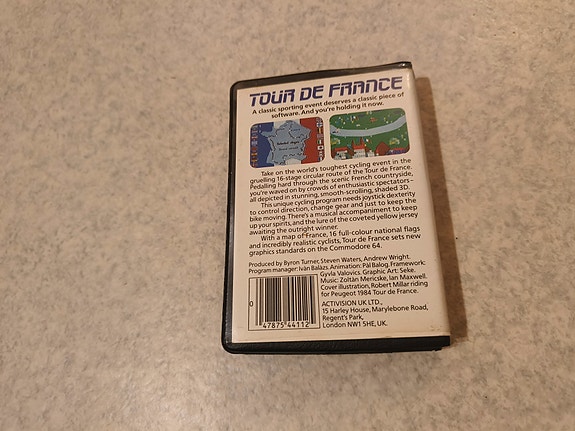 TOUR DE FRANCE
A classic sporting event deserves a classic piece of
software. And you're holding it now.
Take on the world's toughest cycling event in the
gruelling 16-stage circular route of the Tour de France.
Pedalling hard through the scenic French countryside,
you're waved on by crowds of enthusiastic spectators–
all depicted in stunning, smooth-scrolling, shaded 3D.
This unique cycling program needs joystick dexterity
to control direction, change gear and just to keep the
bike moving. There's a musical accompaniment to keep
up your spirits, and the lure of the coveted yellow jersey
awaiting the outright winner.
With a map of France, 16 full-colour national flags
and incredibly realistic cyclists, Tour de France sets new
graphics standards on the Commodore 64.
Produced by Byron Turner, Steven Waters, Andrew Wright.
Program manager: Iván Balázs. Animation: Pál Balog. Framework:
Gyvla Valovics. Graphic Art: Seke.
Music: Zoltàn Mericske, Ian Maxwell.
Cover illustration, Robert Millar riding
for Peugeot 1984 Tour de France.
ACTIVISION UK LTD.,
15 Harley House, Marylebone Road,
Regent's Park,
London NW1 5HE, UK.
0
47875 44112